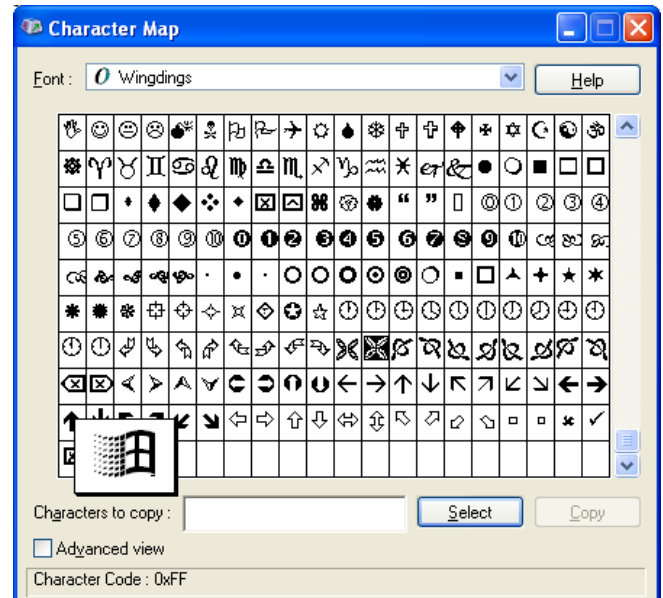 Character Map
Font : O Wingdings Help
Characters to copy : Select Copy
Advanced view
Character Code : 0xFF